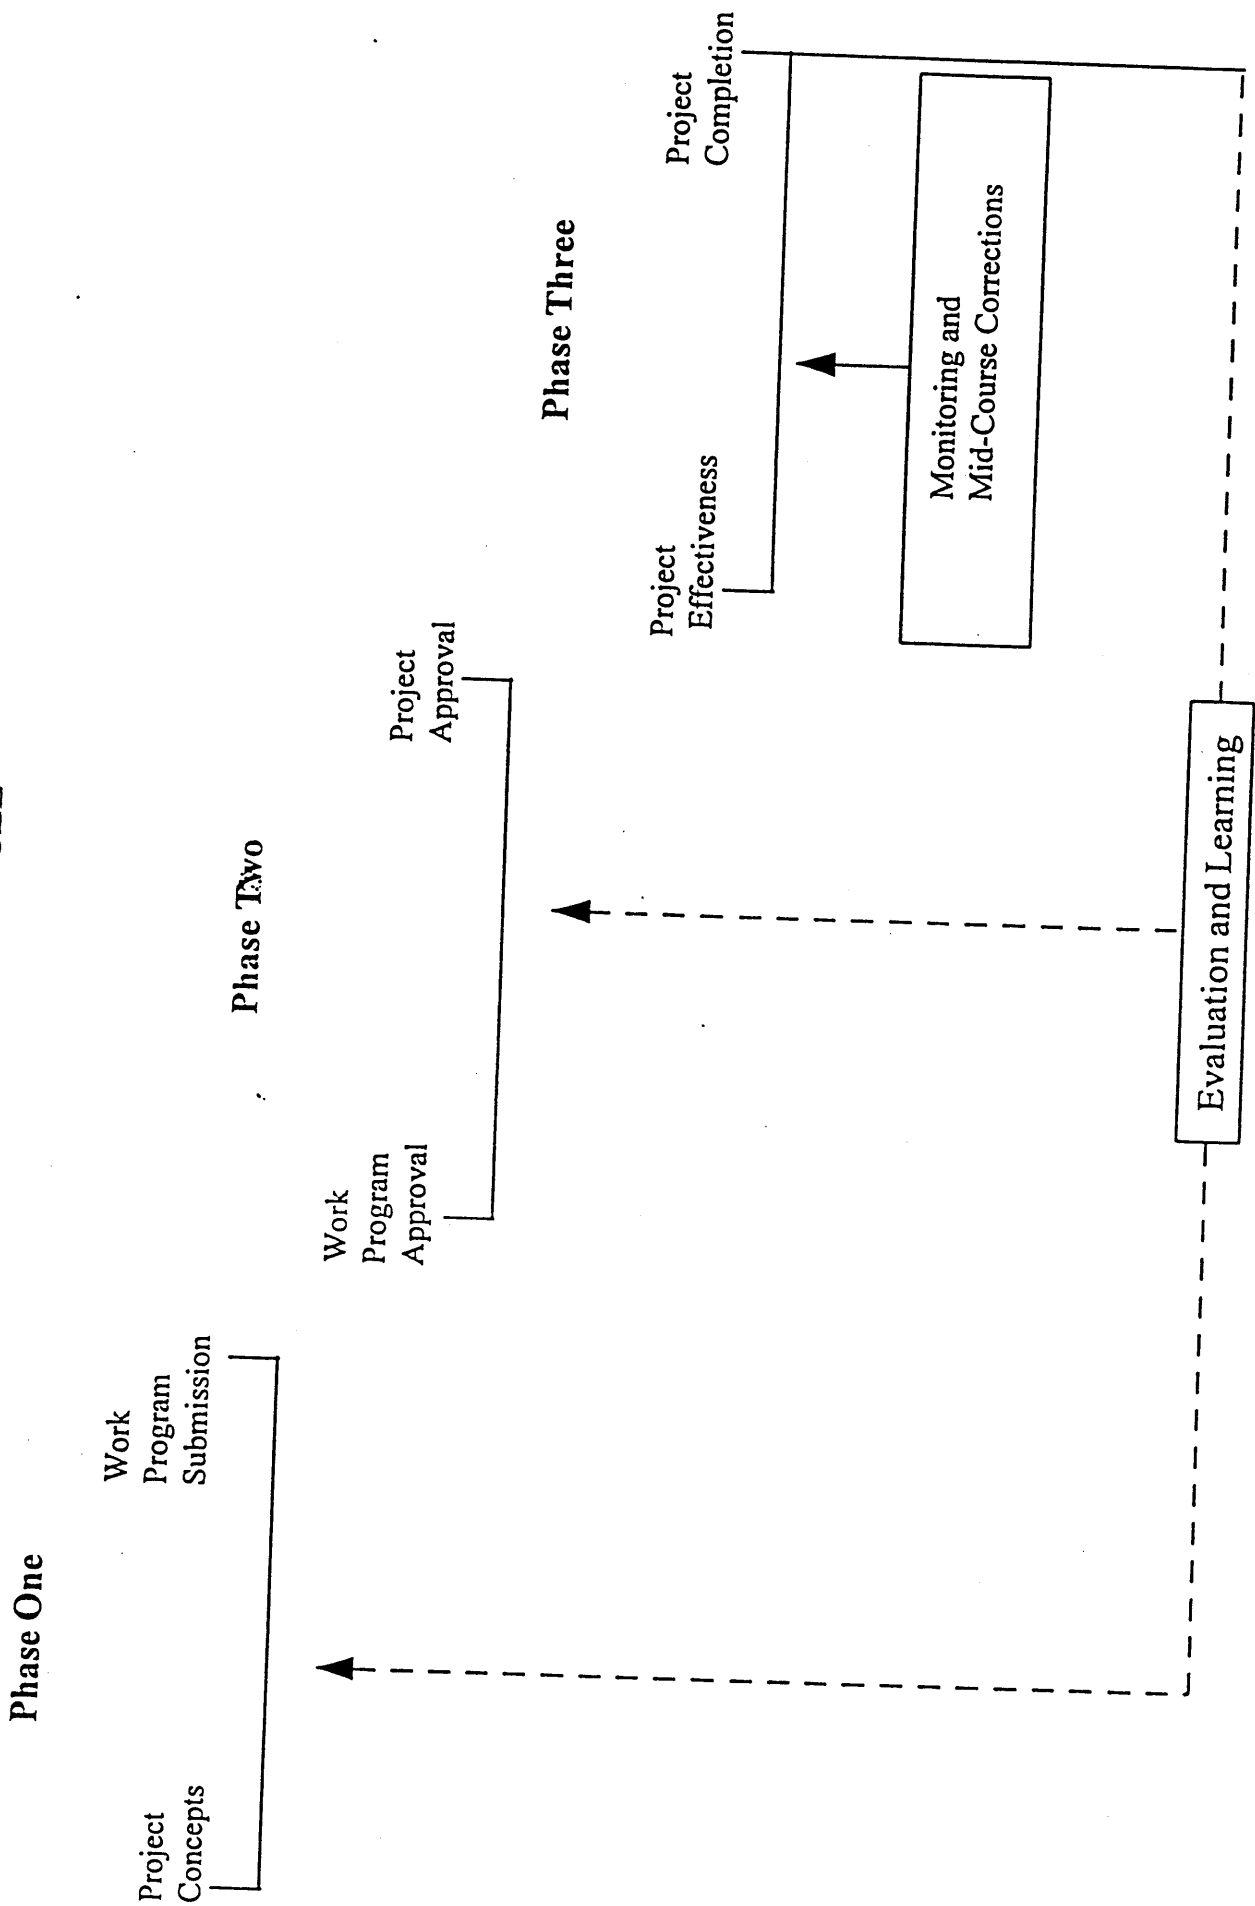 Phase One
Project
Concepts
Work
Program
Submission
Phase Two
Work
Program
Approval
Project
Approval
Phase Three
Project
Effectiveness
Project
Completion
Monitoring and
Mid-Course Corrections
Evaluation and Learning